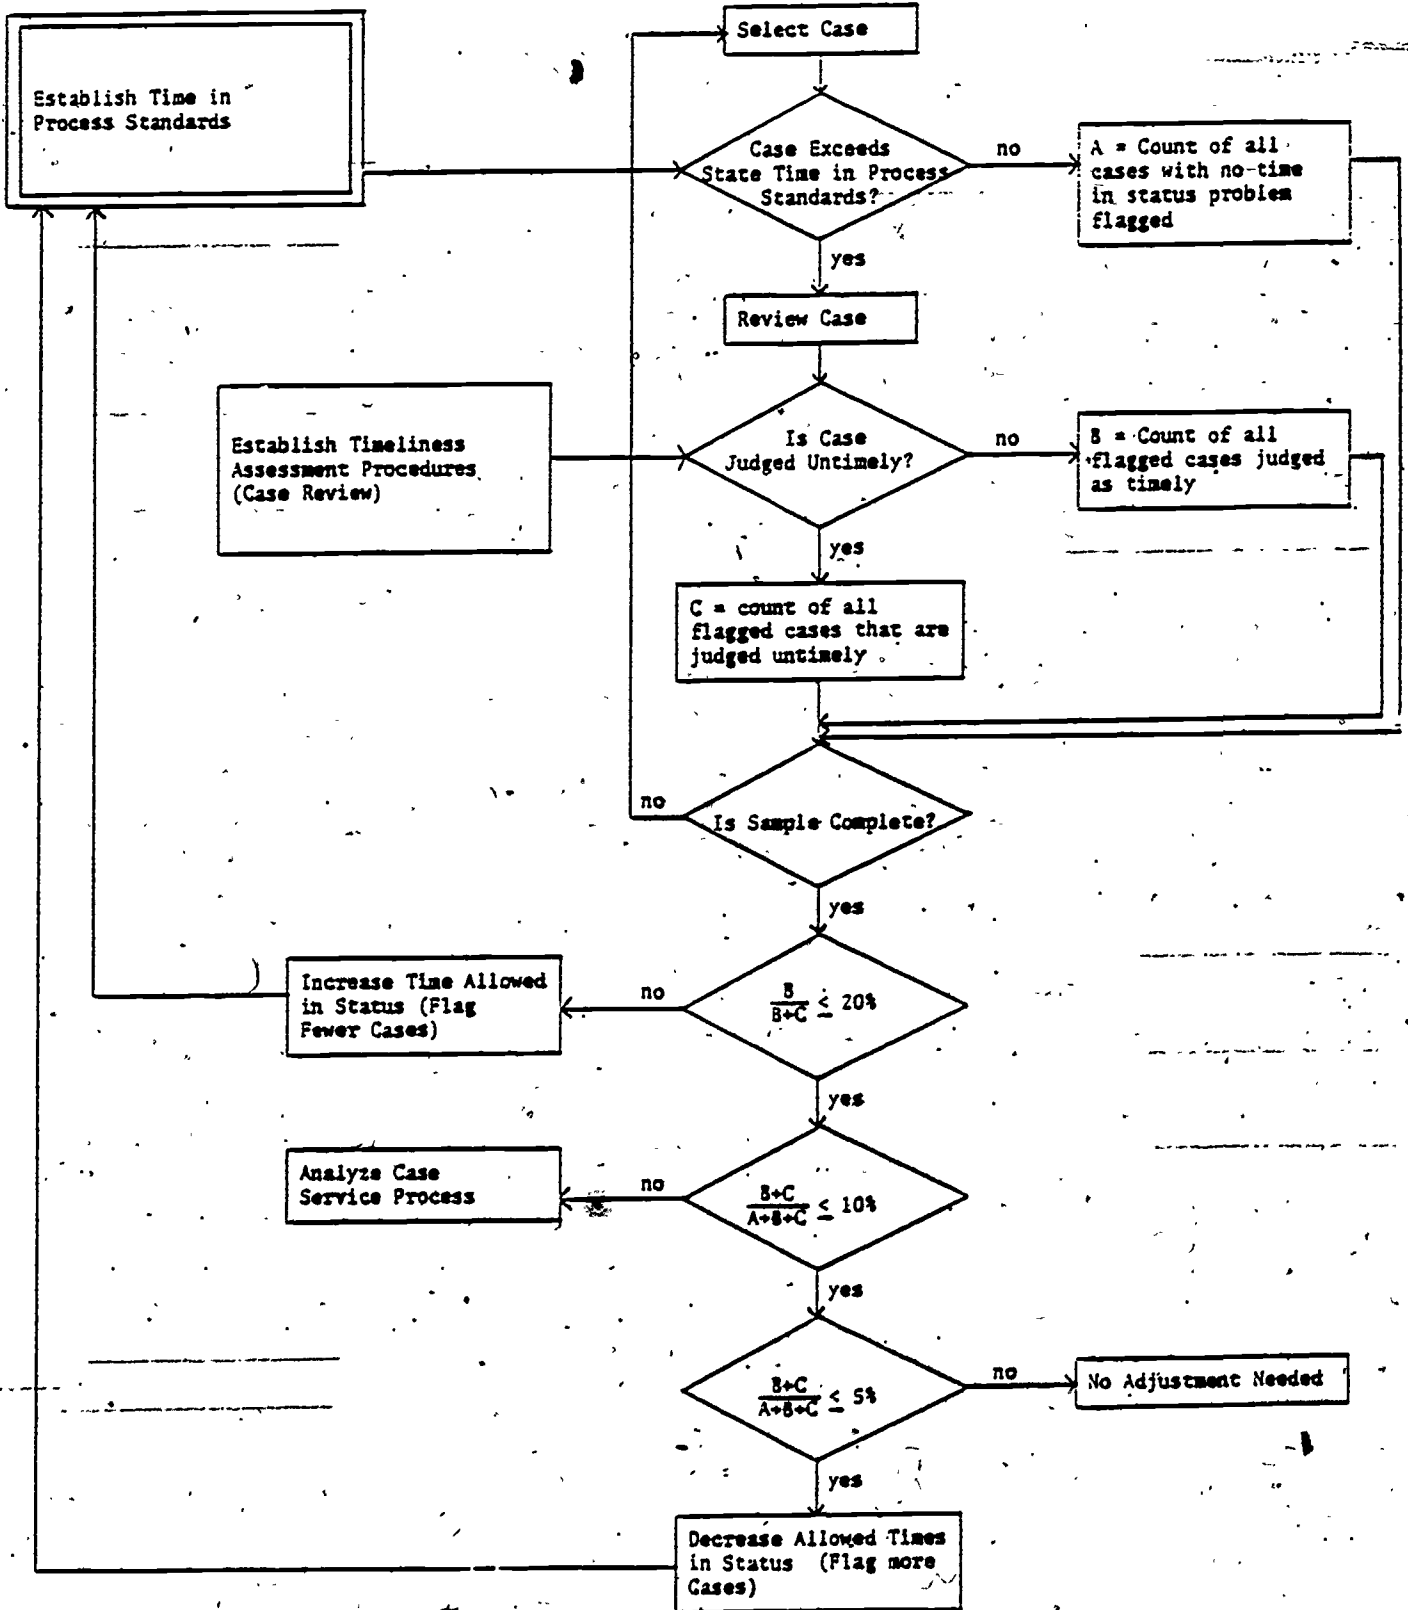 Select Case
Establish Time in
Process Standards
Case Exceeds
State Time in Process
Standards?
no
A = Count of all
cases with no-time
in status problem
flagged
yes
Review Case
Establish Timeliness
Assessment Procedures
(Case Review)
Is Case
Judged Untimely?
no
B = Count of all
flagged cases judged
as timely
yes
C = count of all
flagged cases that are
judged untimely
no
Is Sample Complete?
yes
Increase Time Allowed
in Status (Flag
Fewer Cases)
no
B
B+C ≤ 20%
yes
Analyze Case
Service Process
no
B+C
A+B+C ≤ 10%
yes
B+C
A+B+C ≤ 5%
no
No Adjustment Needed
yes
Decrease Allowed Times
in Status (Flag more
Cases)